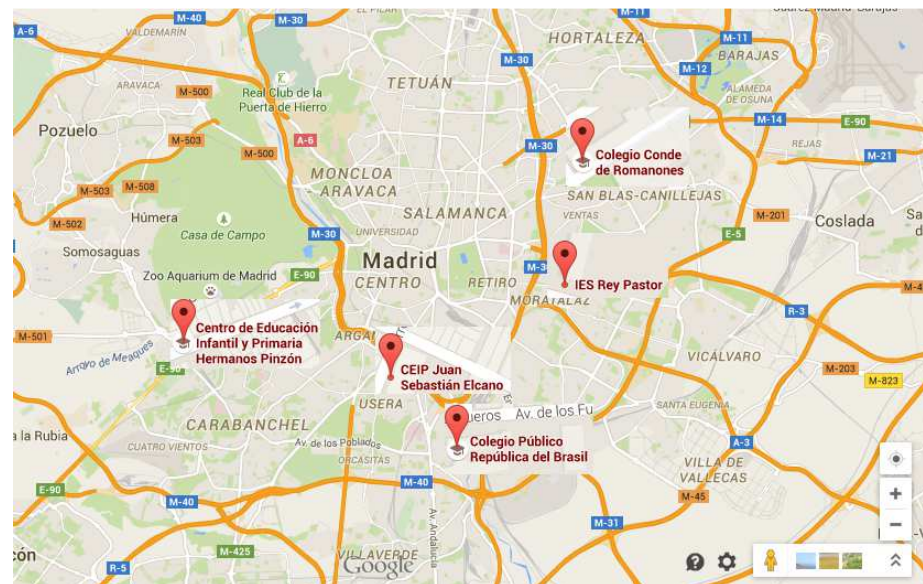 EL PILAR
Suárez Madrid-Barajas
M-40
M-30
A-6
VALDEMARÍN
HORTALEZA
M-11
M-30
BARAJAS
M-12
M-11
ARAVACA
M-500
Real Club de la
Puerta de Hierro
TETUÁN
ALAMEDA
DE OSUNA
Pozuelo
M-503
A-6
M-500
M-30
M-14
E-90
REJAS
M-21
Colegio Conde
de Romanones
MONCLOA
- ARAVACA
M-503
M-508
M-502
Húmera
Casa de Campo
SALAMANCA
UNIVERSIDAD
SAN BLAS-CANILLEJAS
VENTAS
M-201
Coslada
Somosaguas
M-30
E-5
Madrid
CENTRO
RETIRO
Zoo Aquarium de Madrid
E-90
M-30
MORATALAZ
IES Rey Pastor
R-3
M-501
Centro de Educación
Infantil y Primaria
Hermanos Pinzón
Arroyo de Meaques
E-90
CEIP Juan
Sebastián Elcano
VICÁLVARO
M-203
M-823
USERA
CARABANCHEL
Av. de los Fu
SANTA EUGENIA
a la Rubia
CUATRO VIENTOS
Av. de los Poblados
ORCASITAS
Colegio Público
República del Brasil
A-3
VILLA DE
VALLECAS
E-90
M-40
M-40
M-45
Av. Andalucía
M-31
M-425
R-5
VILLAVERDE
Google